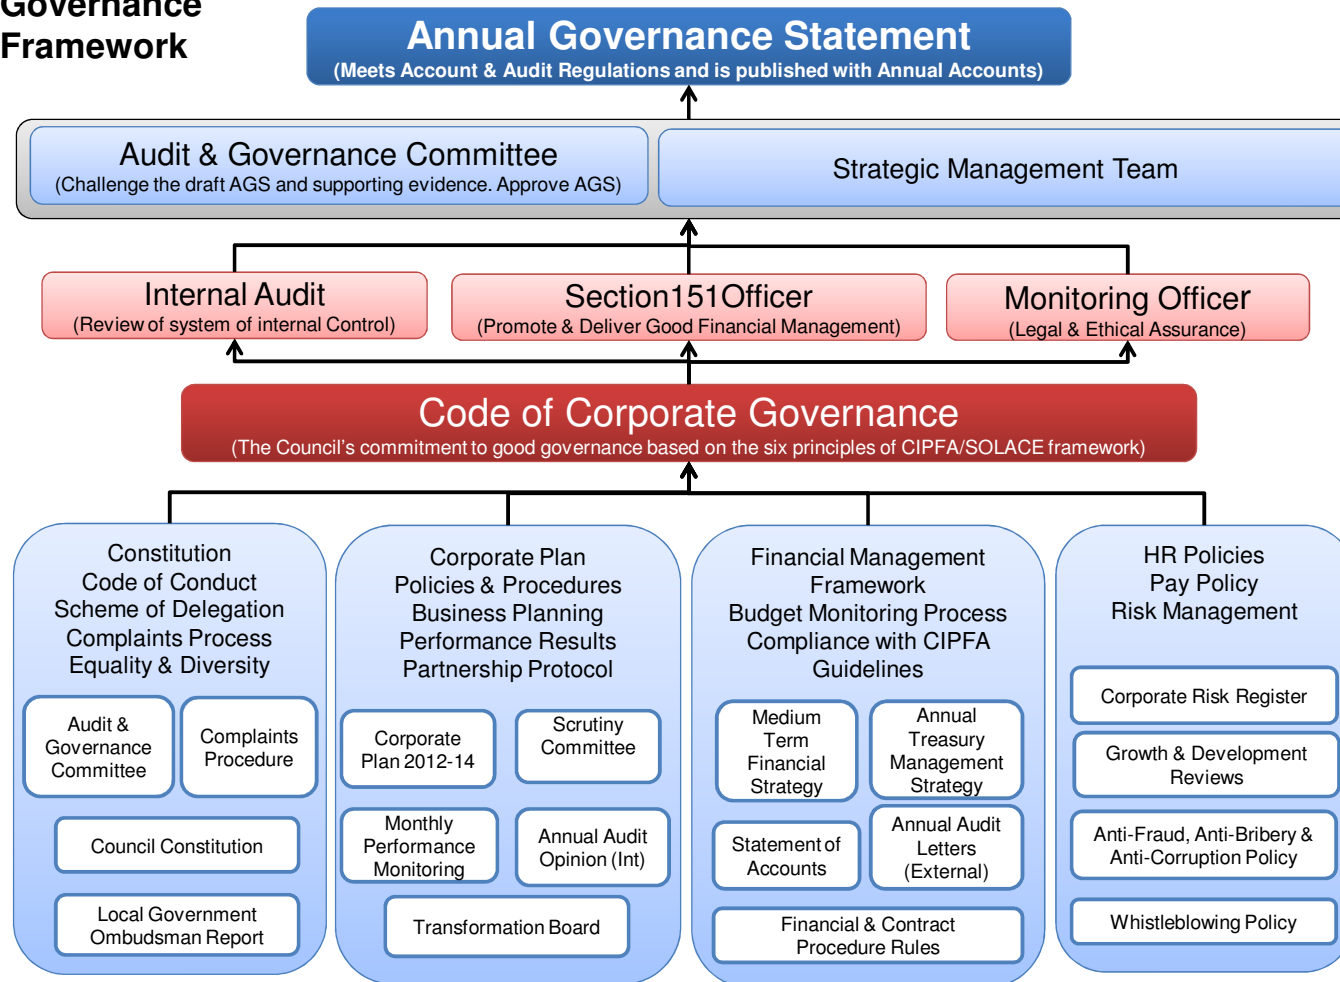 Governance
Framework
Annual Governance Statement
(Meets Account & Audit Regulations and is published with Annual Accounts)
Audit & Governance Committee
(Challenge the draft AGS and supporting evidence. Approve AGS)
Strategic Management Team
Internal Audit
(Review of system of internal Control)
Section151Officer
(Promote & Deliver Good Financial Management)
Monitoring Officer
(Legal & Ethical Assurance)
Code of Corporate Governance
(The Council's commitment to good governance based on the six principles of CIPFA/SOLACE framework)
Constitution
Code of Conduct
Scheme of Delegation
Complaints Process
Equality & Diversity
Audit &
Governance
Committee
Complaints
Procedure
Council Constitution
Local Government
Ombudsman Report
Corporate Plan
Policies & Procedures
Business Planning
Performance Results
Partnership Protocol
Corporate
Plan 2012-14
Scrutiny
Committee
Monthly
Performance
Monitoring
Annual Audit
Opinion (Int)
Transformation Board
Financial Management
Framework
Budget Monitoring Process
Compliance with CIPFA
Guidelines
Medium
Term
Financial
Strategy
Annual
Treasury
Management
Strategy
Statement of
Accounts
Annual Audit
Letters
(External)
Financial & Contract
Procedure Rules
HR Policies
Pay Policy
Risk Management
Corporate Risk Register
Growth & Development
Reviews
Anti-Fraud, Anti-Bribery &
Anti-Corruption Policy
Whistleblowing Policy